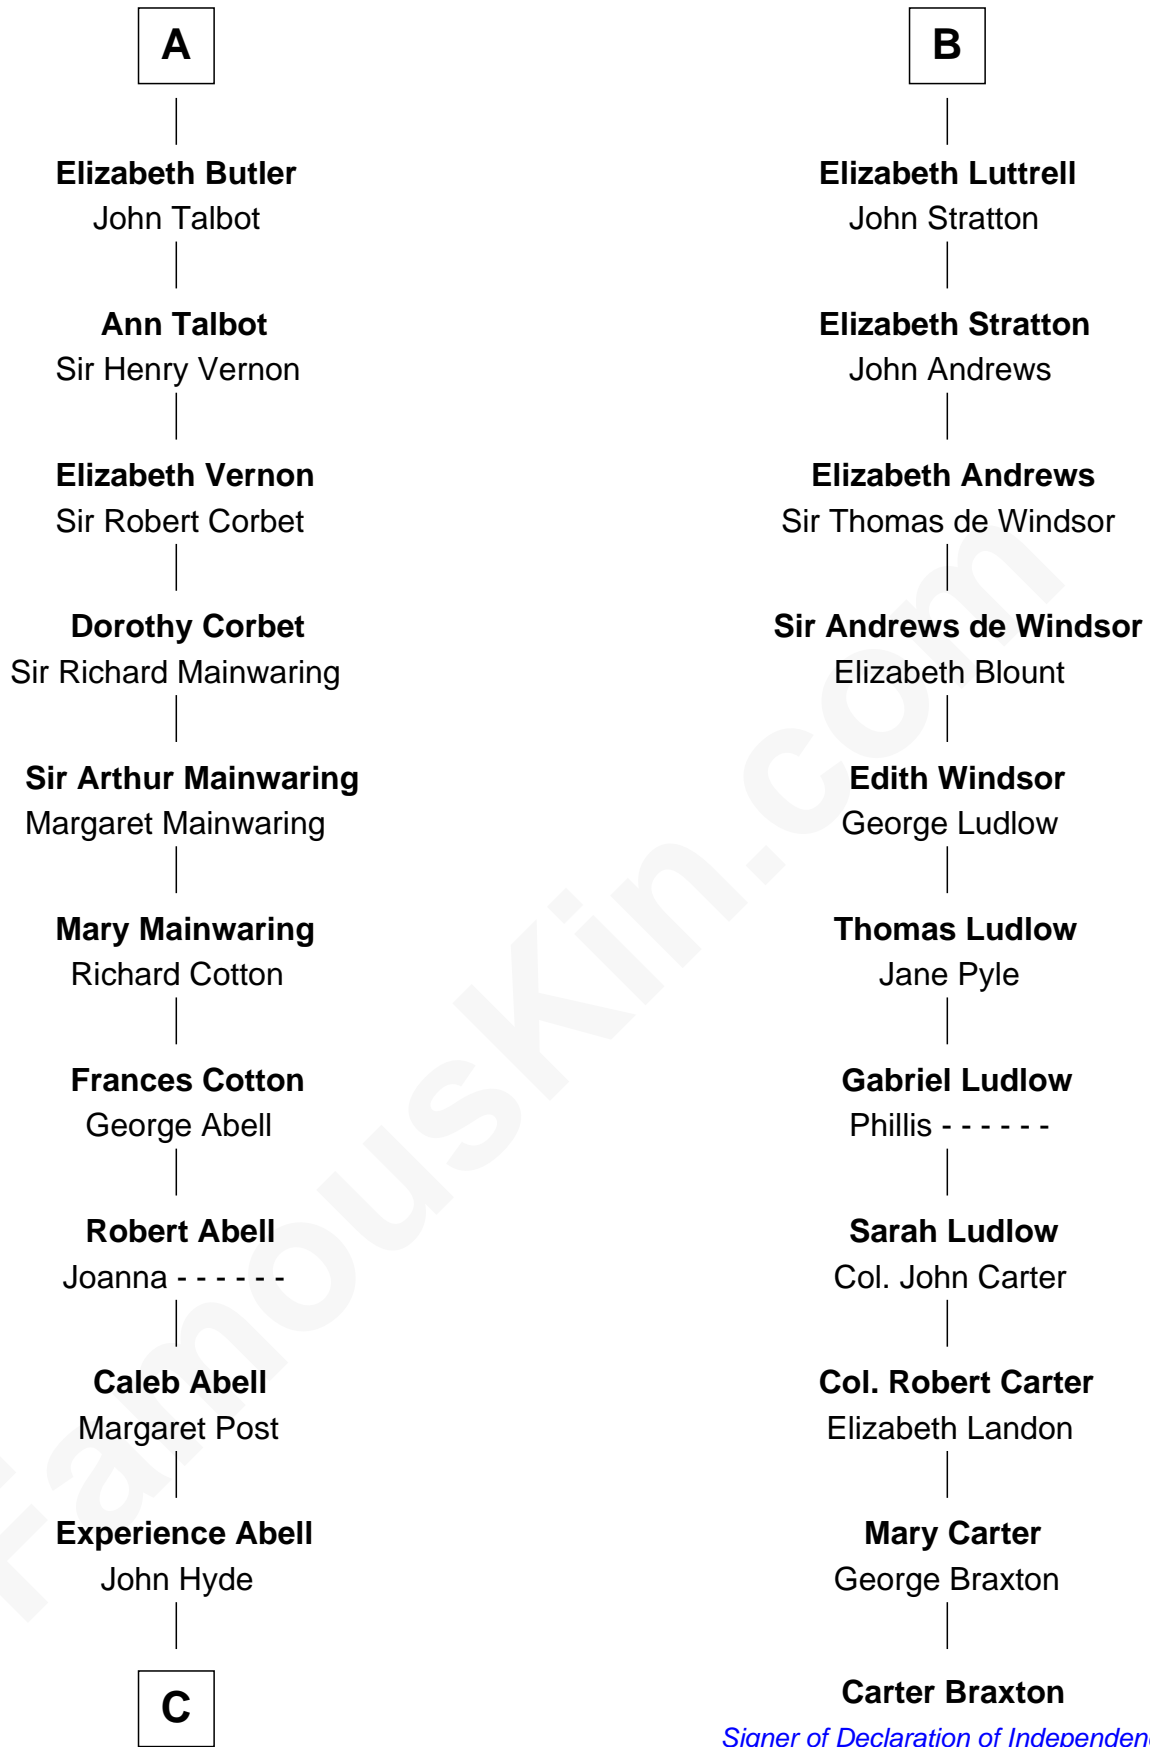 A
Elizabeth Butler
John Talbot
Ann Talbot
Sir Henry Vernon
Elizabeth Vernon
Sir Robert Corbet
Dorothy Corbet
Sir Richard Mainwaring
Sir Arthur Mainwaring
Margaret Mainwaring
Mary Mainwaring
Richard Cotton
Frances Cotton
George Abell
Robert Abell
Joanna - - - - - -
Caleb Abell
Margaret Post
Experience Abell
John Hyde
C
B
Elizabeth Luttrell
John Stratton
Elizabeth Stratton
John Andrews
Elizabeth Andrews
Sir Thomas de Windsor
Sir Andrews de Windsor
Elizabeth Blount
Edith Windsor
George Ludlow
Thomas Ludlow
Jane Pyle
Gabriel Ludlow
Phillis - - - - - -
Sarah Ludlow
Col. John Carter
Col. Robert Carter
Elizabeth Landon
Mary Carter
George Braxton
Carter Braxton
Signer of Declaration of Independenc
FamousKin.com